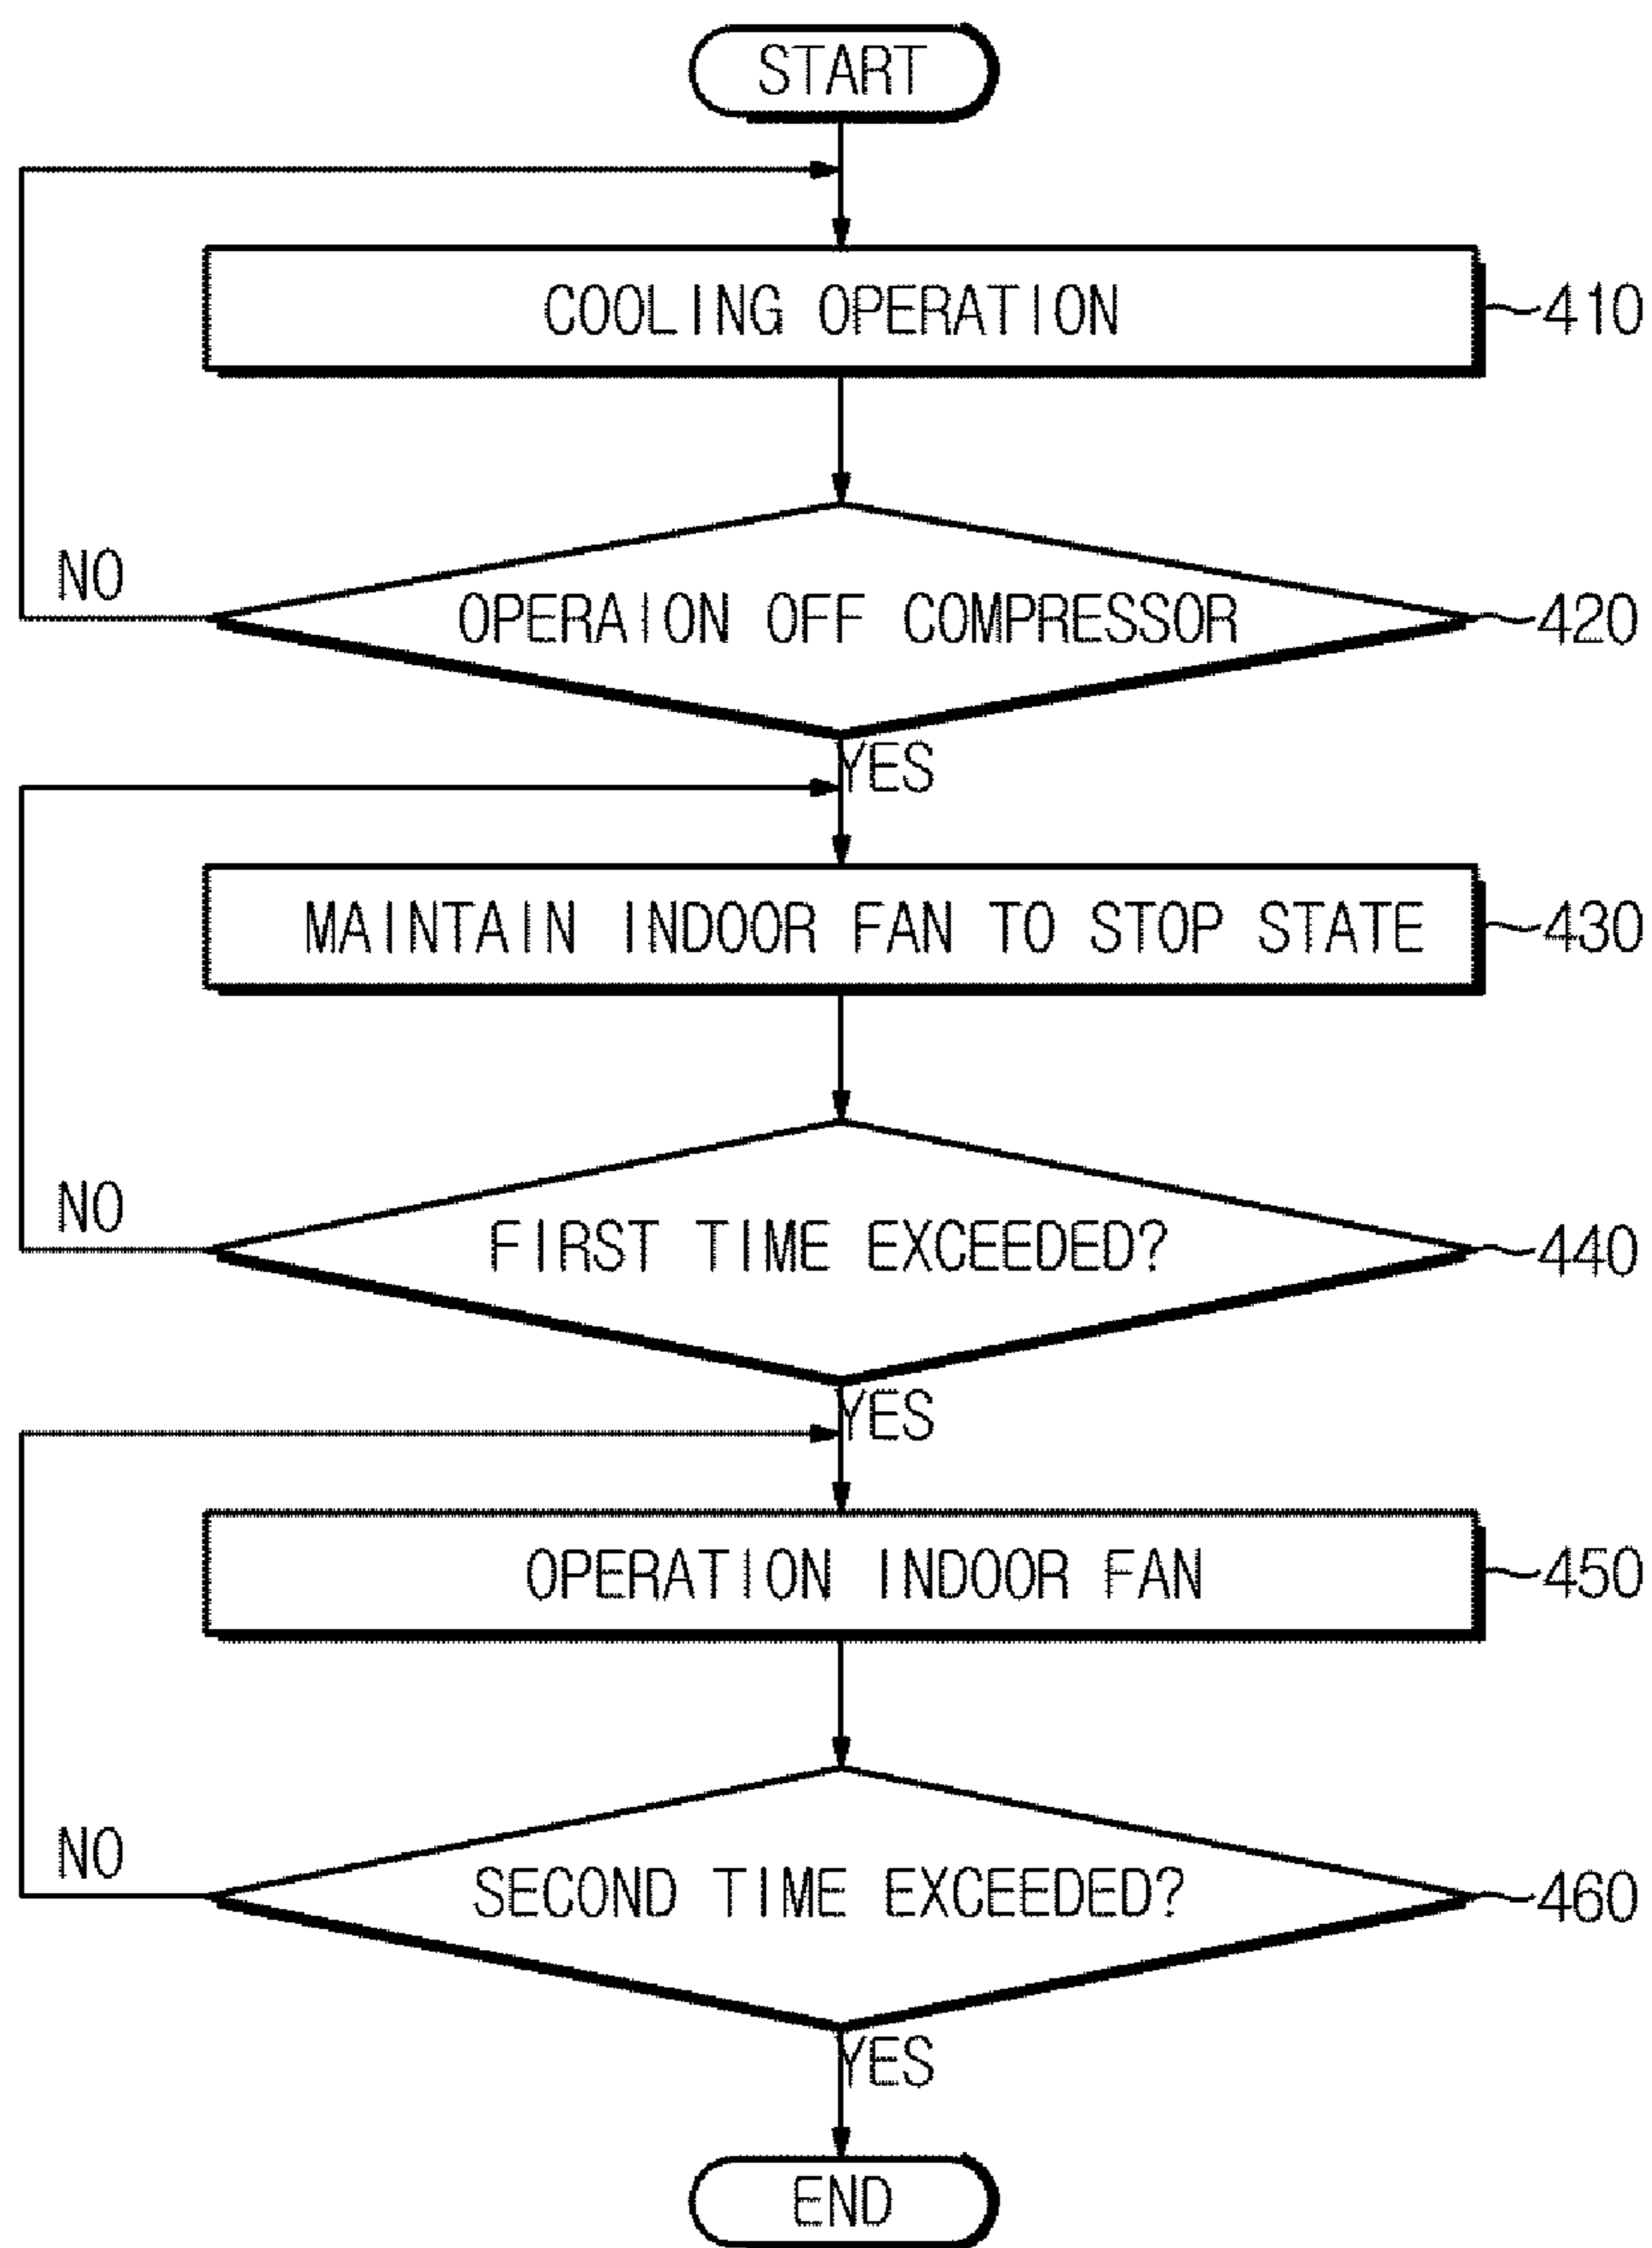 START
COOLING OPERATION
410
NO
OPERAION OFF COMPRESSOR
420
YES
MAINTAIN INDOOR FAN TO STOP STATE
430
NO
FIRST TIME EXCEEDED?
440
YES
OPERATION INDOOR FAN
450
NO
SECOND TIME EXCEEDED?
460
YES
END